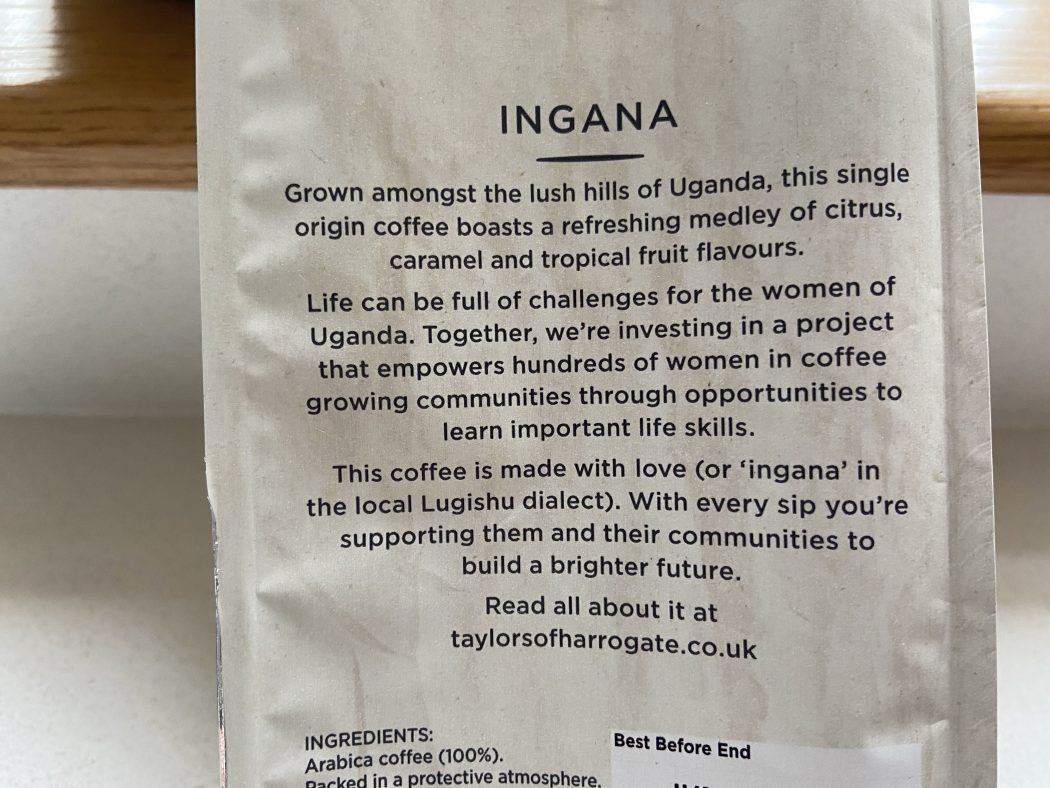 INGANA
Grown amongst the lush hills of Uganda, this single
origin coffee boasts a refreshing medley of citrus,
caramel and tropical fruit flavours.
Life can be full of challenges for the women of
Uganda. Together, we're investing in a project
that empowers hundreds of women in coffee
growing communities through opportunities to
learn important life skills.
This coffee is made with love (or ‘ingana’ in
the local Lugishu dialect). With every sip you're
supporting them and their communities to
build a brighter future.
Read all about it at
taylorsofharrogate.co.uk
INGREDIENTS:
Arabica coffee (100%).
Packed in a protective atmosphere.
Best Before End